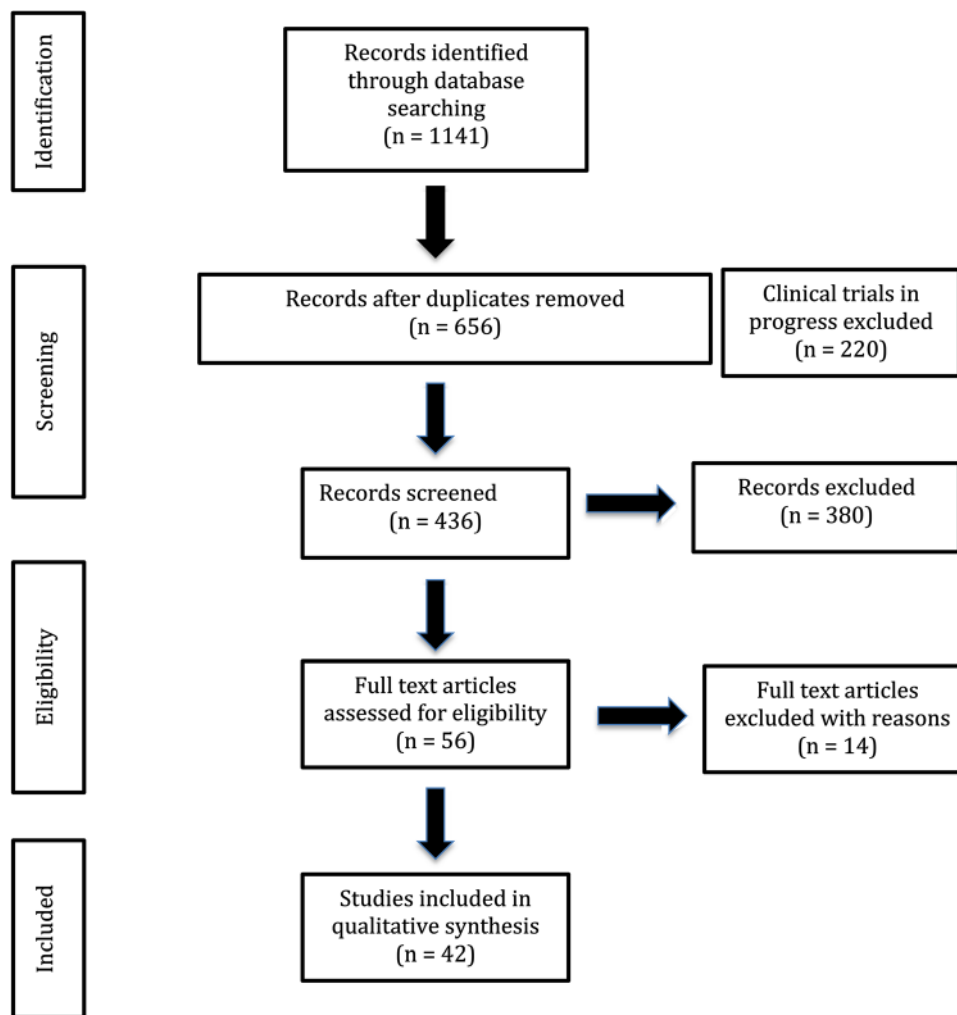 Identification
Records identified
through database
searching
(n = 1141)
Screening
Records after duplicates removed
(n = 656)
Clinical trials in
progress excluded
(n = 220)
Records screened
(n = 436)
Records excluded
(n = 380)
Eligibility
Full text articles
assessed for eligibility
(n = 56)
Full text articles
excluded with reasons
(n = 14)
Included
Studies included in
qualitative synthesis
(n = 42)